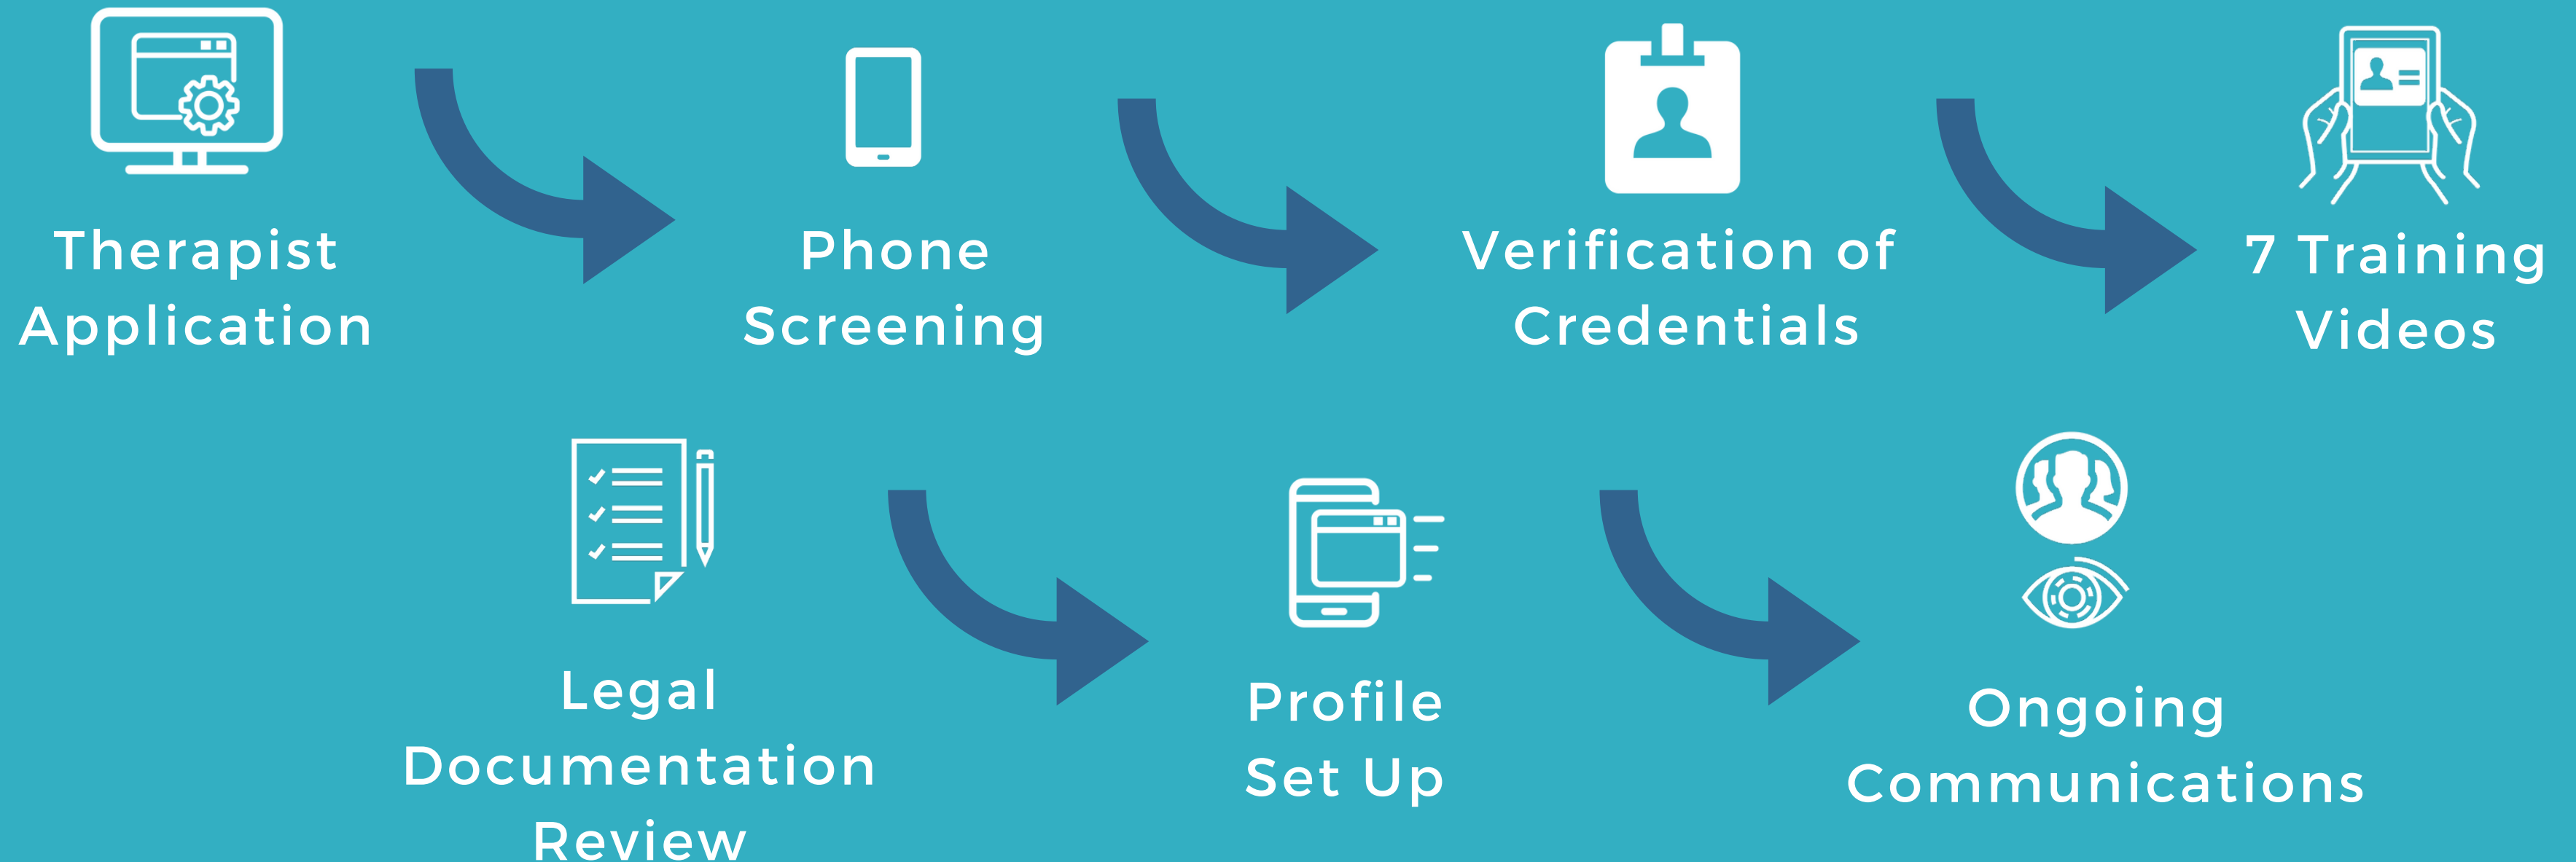 Therapist
Application
Phone
Screening
Verification of
Credentials
7 Training
Videos
Legal
Documentation
Review
Profile
Set Up
Ongoing
Communications